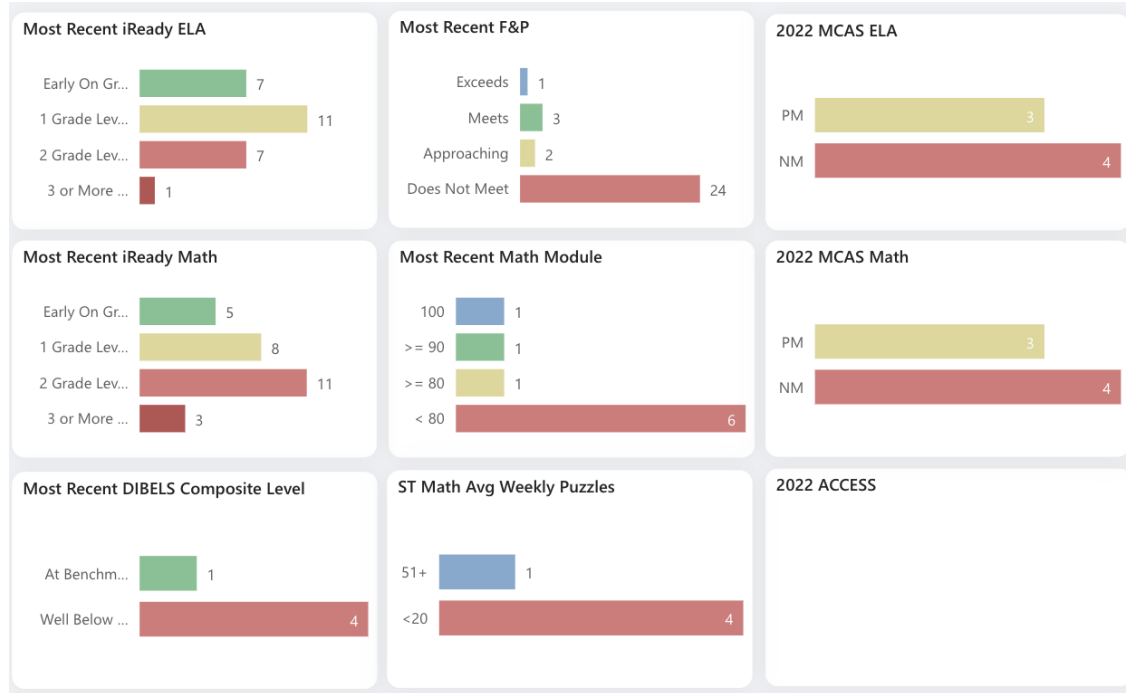 Most Recent iReady ELA
Early On Gr... 7
1 Grade Lev... 11
2 Grade Lev... 7
3 or More ... 1
Most Recent F&P
Exceeds 1
Meets 3
Approaching 2
Does Not Meet 24
2022 MCAS ELA
PM 3
NM 4
Most Recent iReady Math
Early On Gr... 5
1 Grade Lev... 8
2 Grade Lev... 11
3 or More ... 3
Most Recent Math Module
100 1
>= 90 1
>= 80 1
< 80 6
2022 MCAS Math
PM 3
NM 4
Most Recent DIBELS Composite Level
At Benchm... 1
Well Below ... 4
ST Math Avg Weekly Puzzles
51+ 1
<20 4
2022 ACCESS